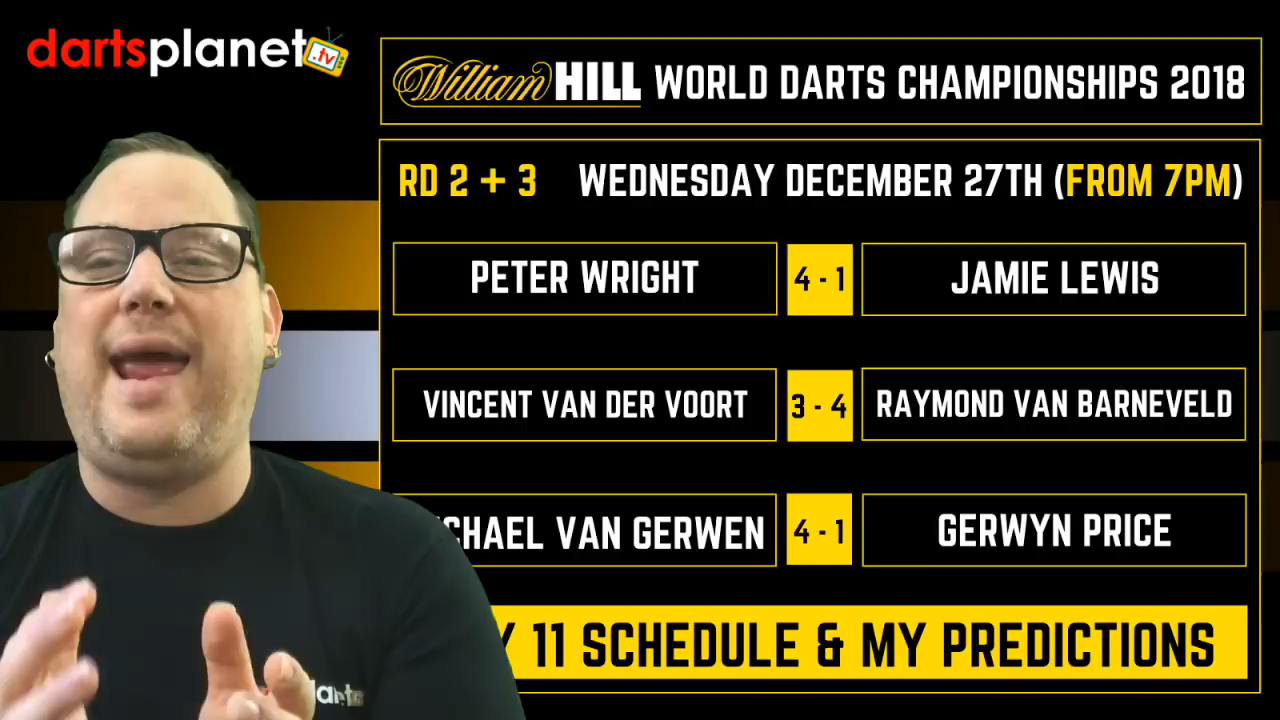 dartsplanet.tv
William HILL WORLD DARTS CHAMPIONSHIPS 2018
RD 2 + 3 WEDNESDAY DECEMBER 27TH (FROM 7PM)
PETER WRIGHT 4 - 1 JAMIE LEWIS
VINCENT VAN DER VOORT 3 - 4 RAYMOND VAN BARNEVELD
CHAEL VAN GERWEN 4 - 1 GERWYN PRICE
11 SCHEDULE & MY PREDICTIONS